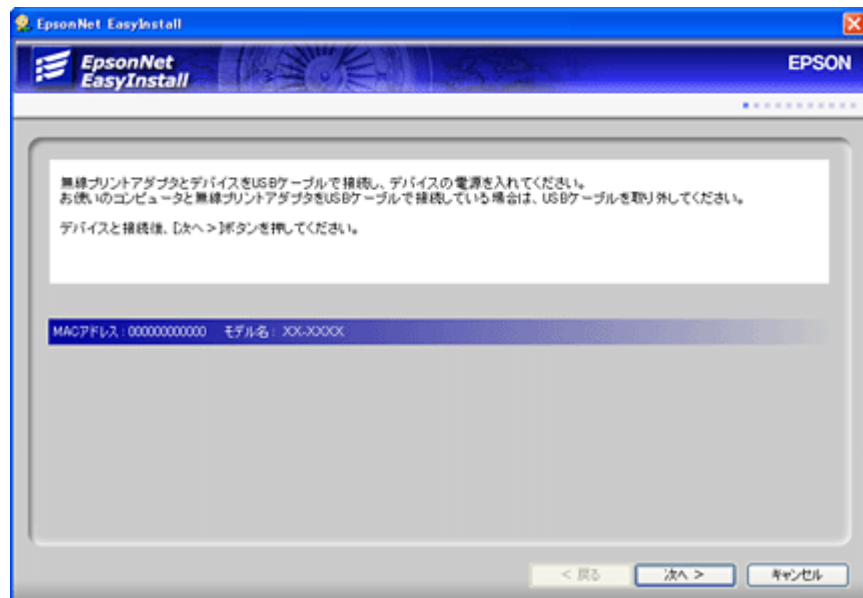 EpsonNet EasyInstall
EpsonNet
EasyInstall
EPSON
無線プリントアダプタとデバイスをUSBケーブルで接続し、デバイスの電源を入れてください。
お使いのコンピュータと無線プリントアダプタをUSBケーブルで接続している場合は、USBケーブルを取り外してください。
デバイスと接続後、[次へ >]ボタンを押してください。
MACアドレス : 000000000000 モデル名 : XX-XXXX
< 戻る
次へ >
キャンセル